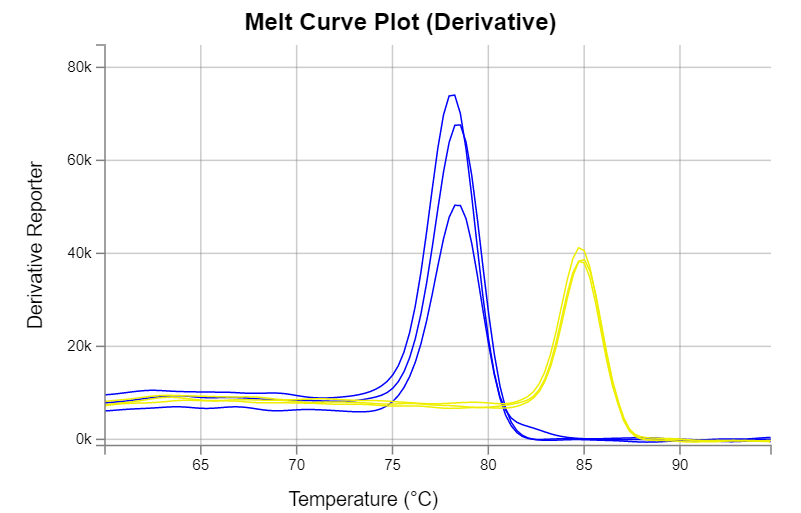 Melt Curve Plot (Derivative)
80k
60k
40k
20k
0k
Derivative Reporter
65 70 75 80 85 90
Temperature (°C)